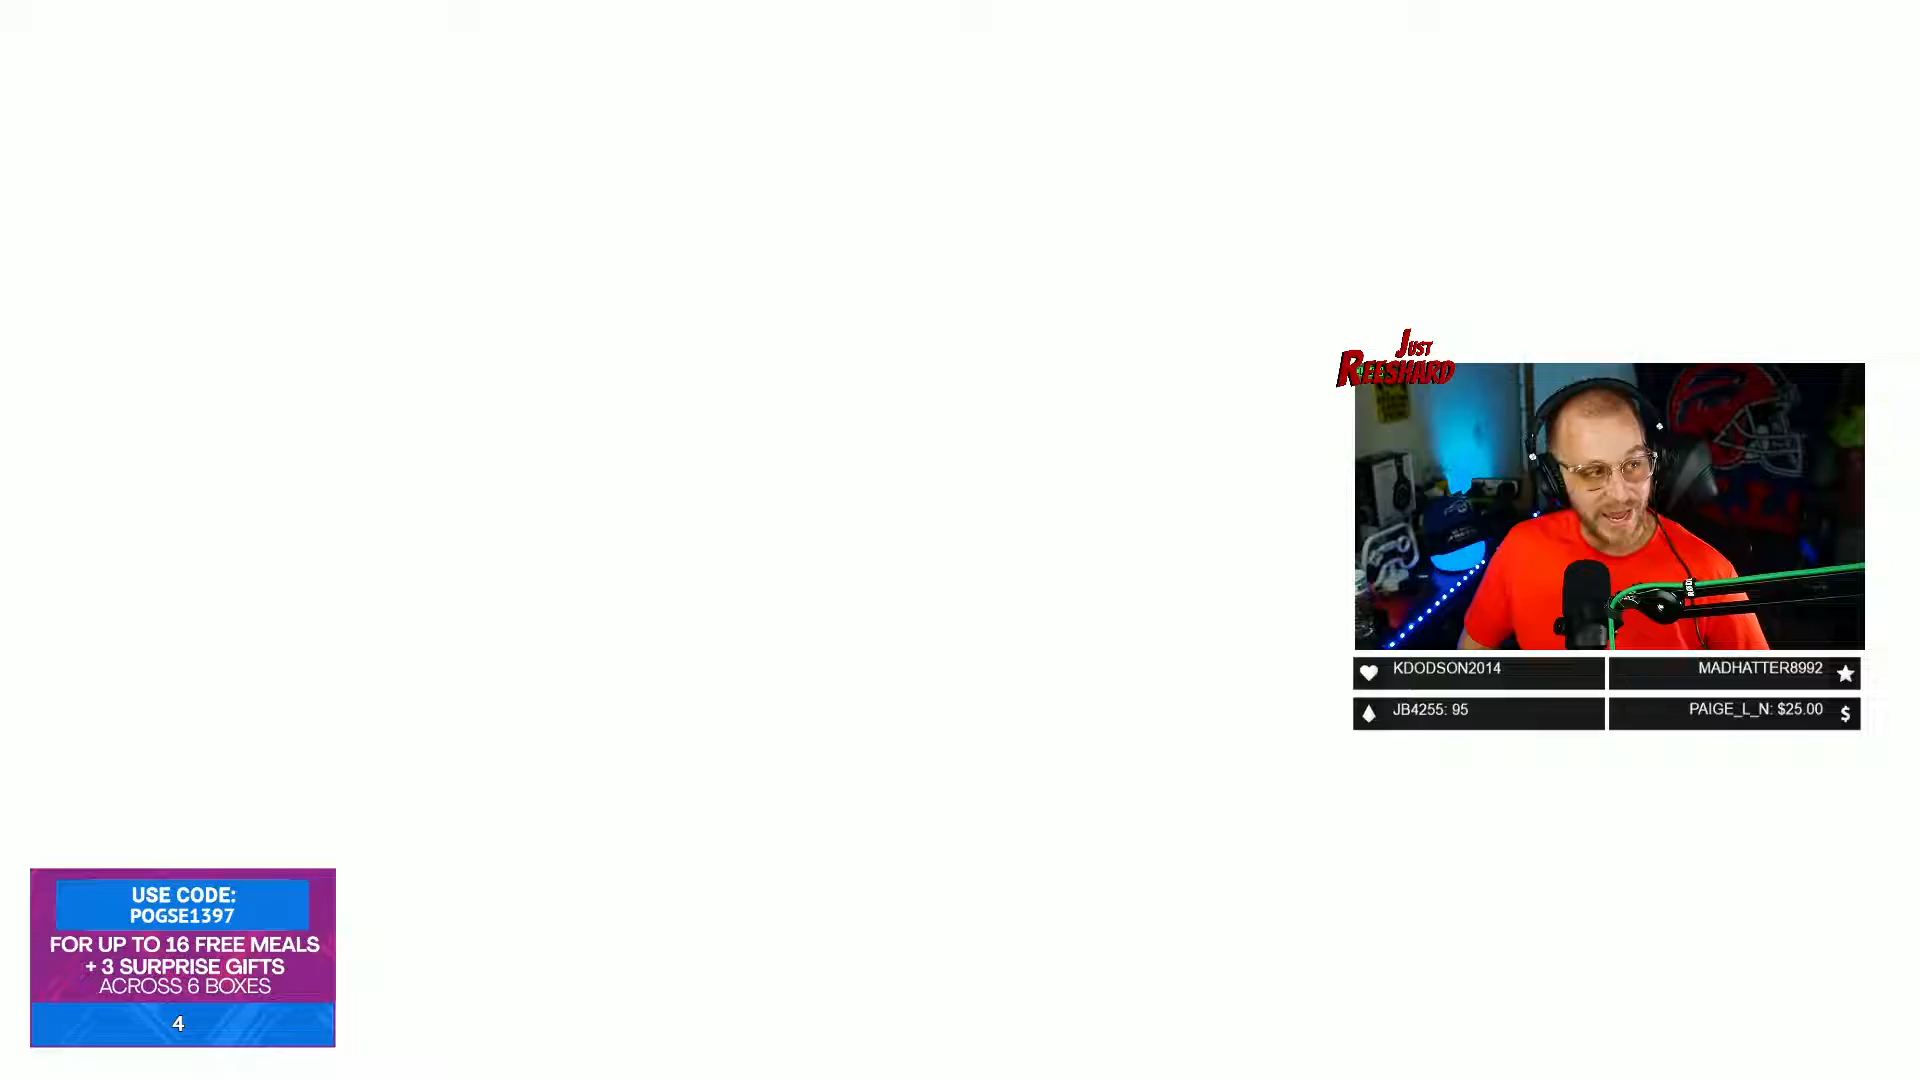 JUST
REESHARD
KDODSON2014
MADHATTER8992
JB4255: 95
PAIGE_L_N: $25.00
USE CODE:
POGSE1397
FOR UP TO 16 FREE MEALS
+ 3 SURPRISE GIFTS
ACROSS 6 BOXES
4